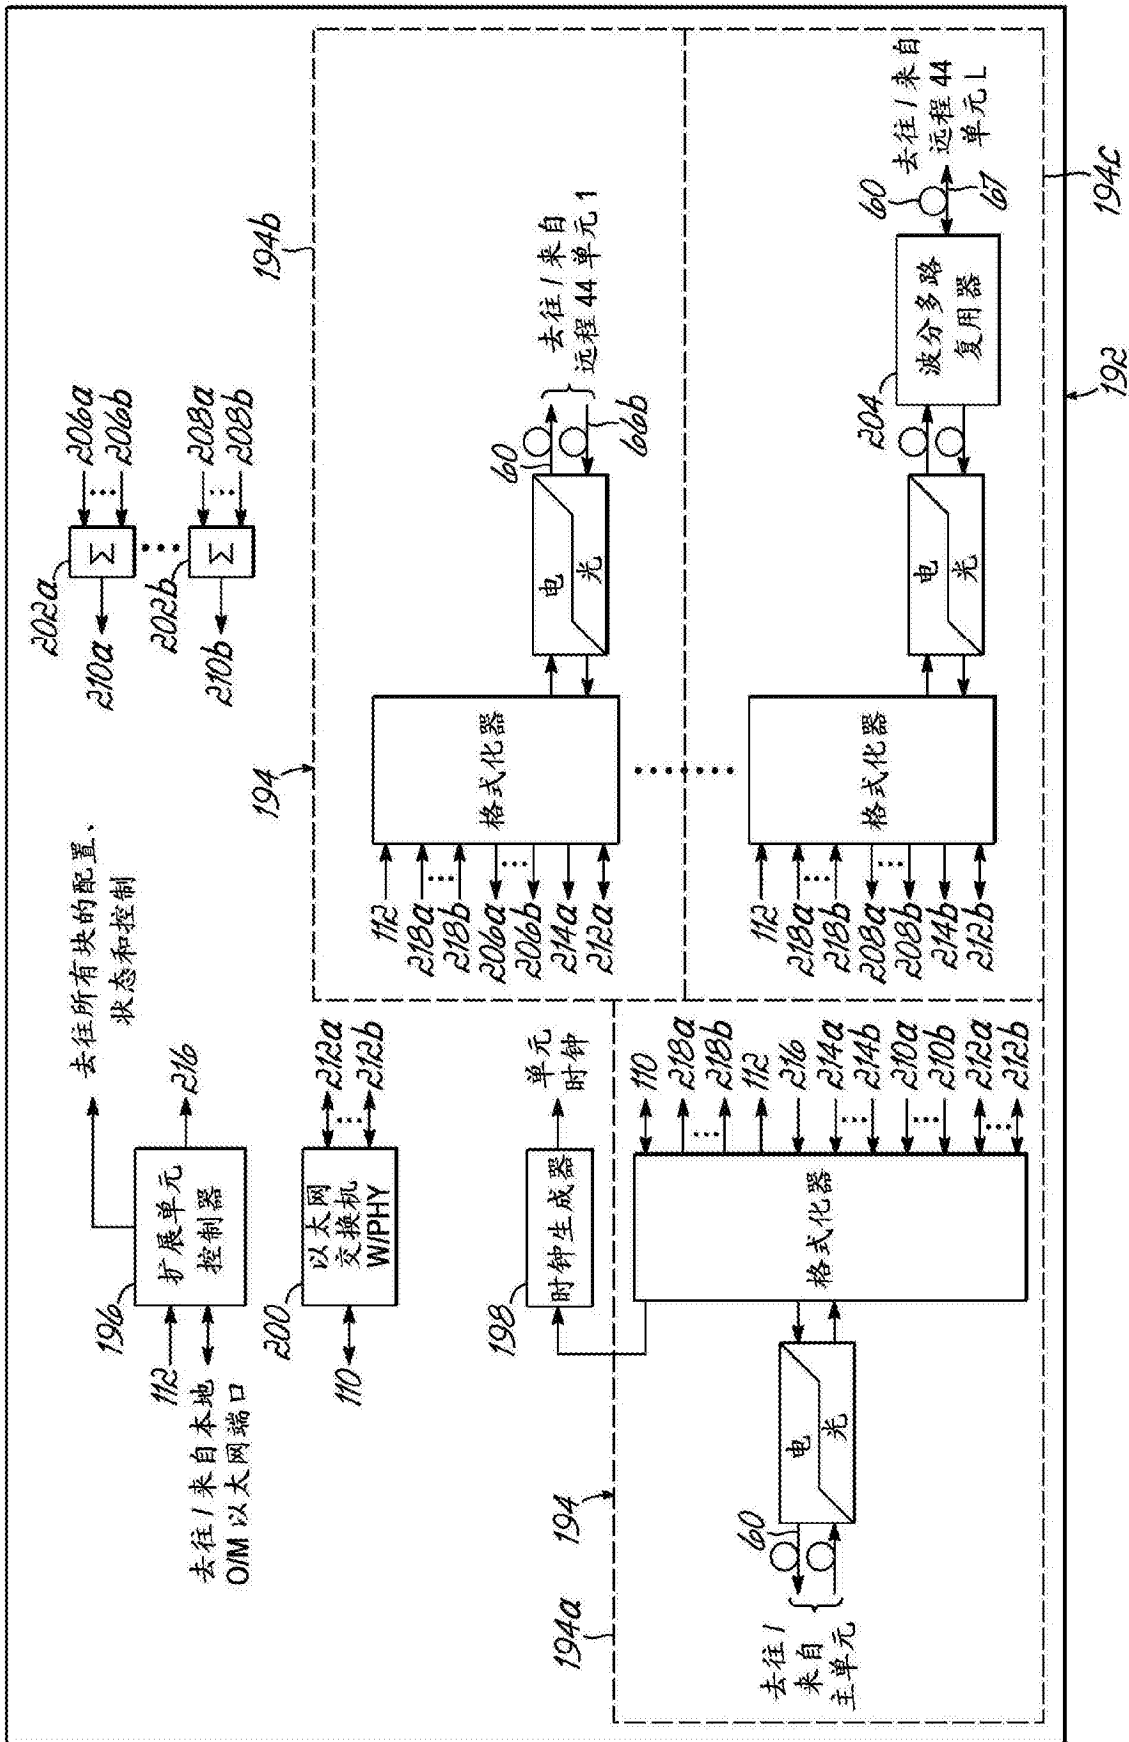 去往所有块的配置、
状态和控制
196
扩展单元
控制器
216
112
去往/来自本地
O/M 以太网端口
200
以太网
交换机
W/PHY
110
212a
212b
198
时钟生成器
单元
时钟
202a
Σ
206a
206b
210a
202b
Σ
208a
208b
210b
194
194b
112
218a
218b
206a
206b
214a
212a
格式化器
电
光
60
66b
去往/来自
远程 44 单元 1
112
218a
218b
208a
208b
214b
212b
格式化器
电
光
204
波分多路
复用器
60
67
去往/来自
远程 44
单元 L
194c
192
194
194a
去往/
来自
主单元
60
电
光
格式化器
110
218a
218b
112
216
214a
214b
210a
210b
212a
212b